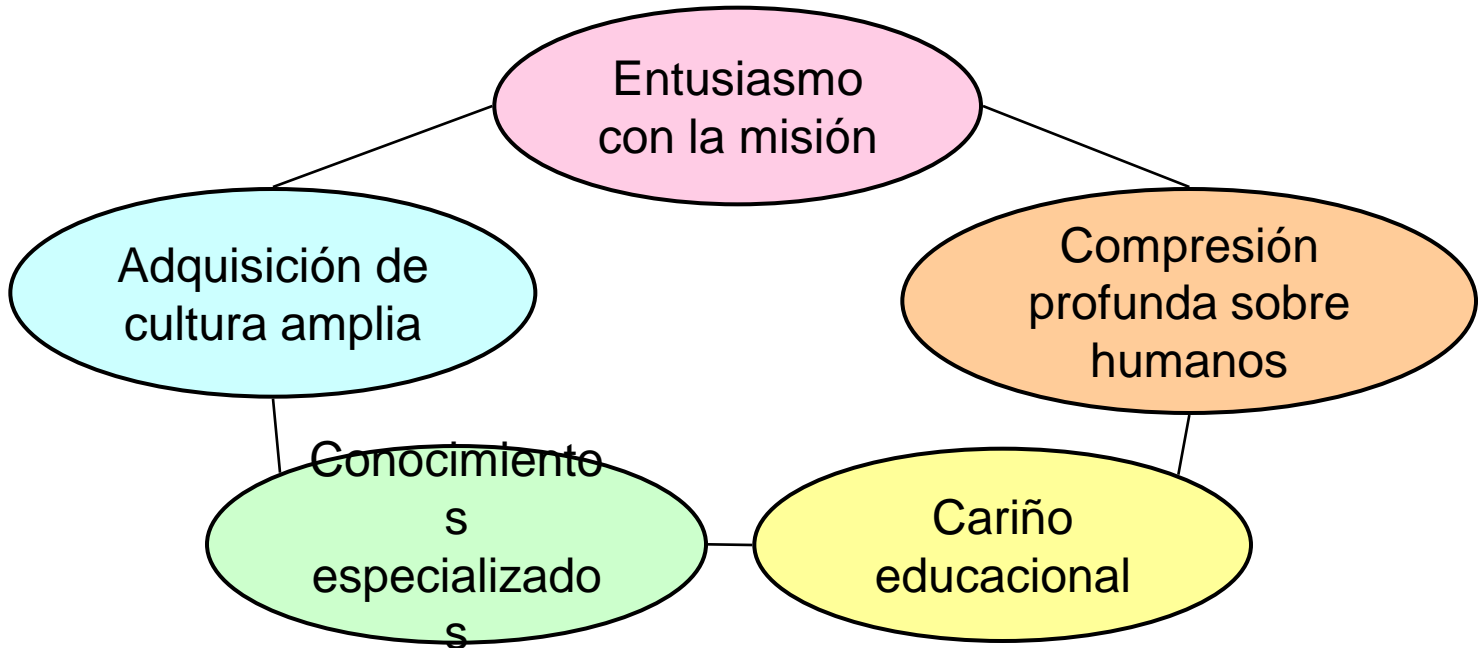 Entusiasmo
con la misión
Adquisición de
cultura amplia
Compresión
profunda sobre
humanos
Conocimiento
s
especializado
s
Cariño
educacional